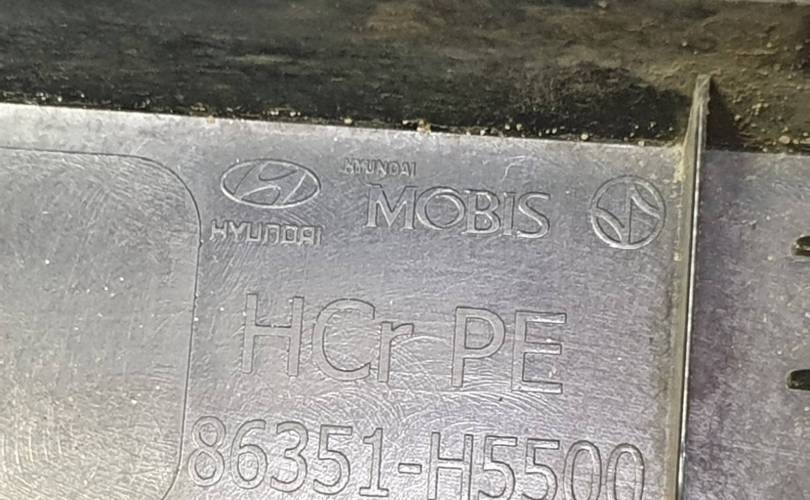 HYUNDAI
HYUNDAI
MOBIS
HCr PE
86351-H5500